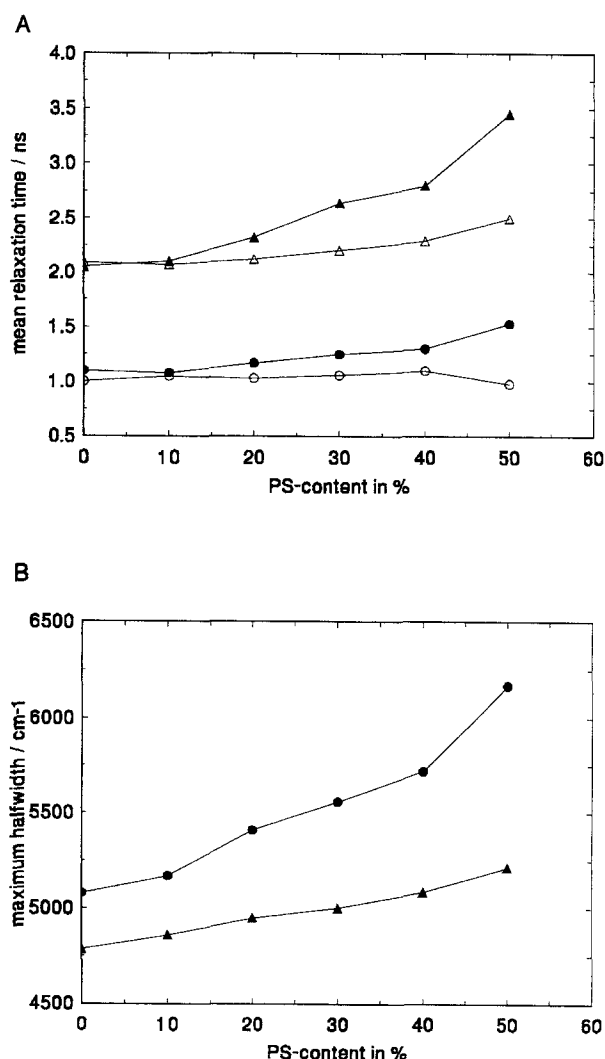 A
mean relaxation time / ns
4.0
3.5
3.0
2.5
2.0
1.5
1.0
0.5
0 10 20 30 40 50 60
PS-content in %
B
maximum halfwidth / cm-1
6500
6000
5500
5000
4500
0 10 20 30 40 50 60
PS-content in %